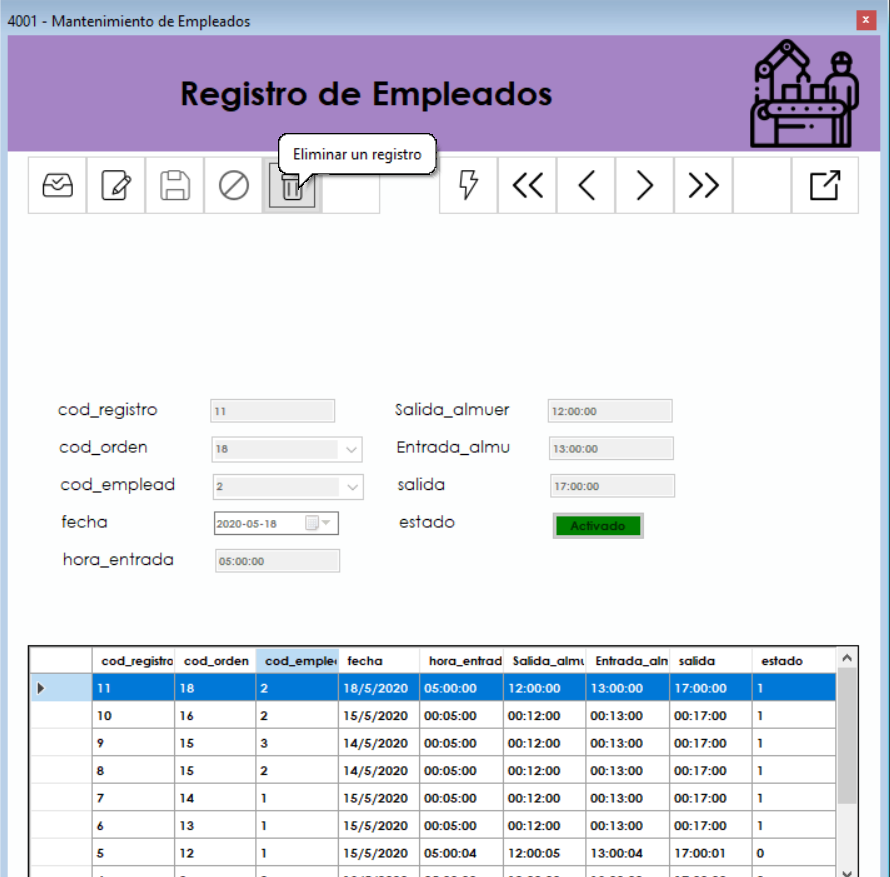 4001 - Mantenimiento de Empleados
Registro de Empleados
Eliminar un registro
cod_registro 11 Salida_almuer 12:00:00
cod_orden 18 Entrada_almu 13:00:00
cod_emplead 2 salida 17:00:00
fecha 2020-05-18 estado Activado
hora_entrada 05:00:00
cod_registro cod_orden cod_emple fecha hora_entrad Salida_almu Entrada_aln salida estado
11 18 2 18/5/2020 05:00:00 12:00:00 13:00:00 17:00:00 1
10 16 2 15/5/2020 00:05:00 00:12:00 00:13:00 00:17:00 1
9 15 3 14/5/2020 00:05:00 00:12:00 00:13:00 00:17:00 1
8 15 2 14/5/2020 00:05:00 00:12:00 00:13:00 00:17:00 1
7 14 1 15/5/2020 00:05:00 00:12:00 00:13:00 00:17:00 1
6 13 1 15/5/2020 00:05:00 00:12:00 00:13:00 00:17:00 1
5 12 1 15/5/2020 05:00:04 12:00:05 13:00:04 17:00:01 0